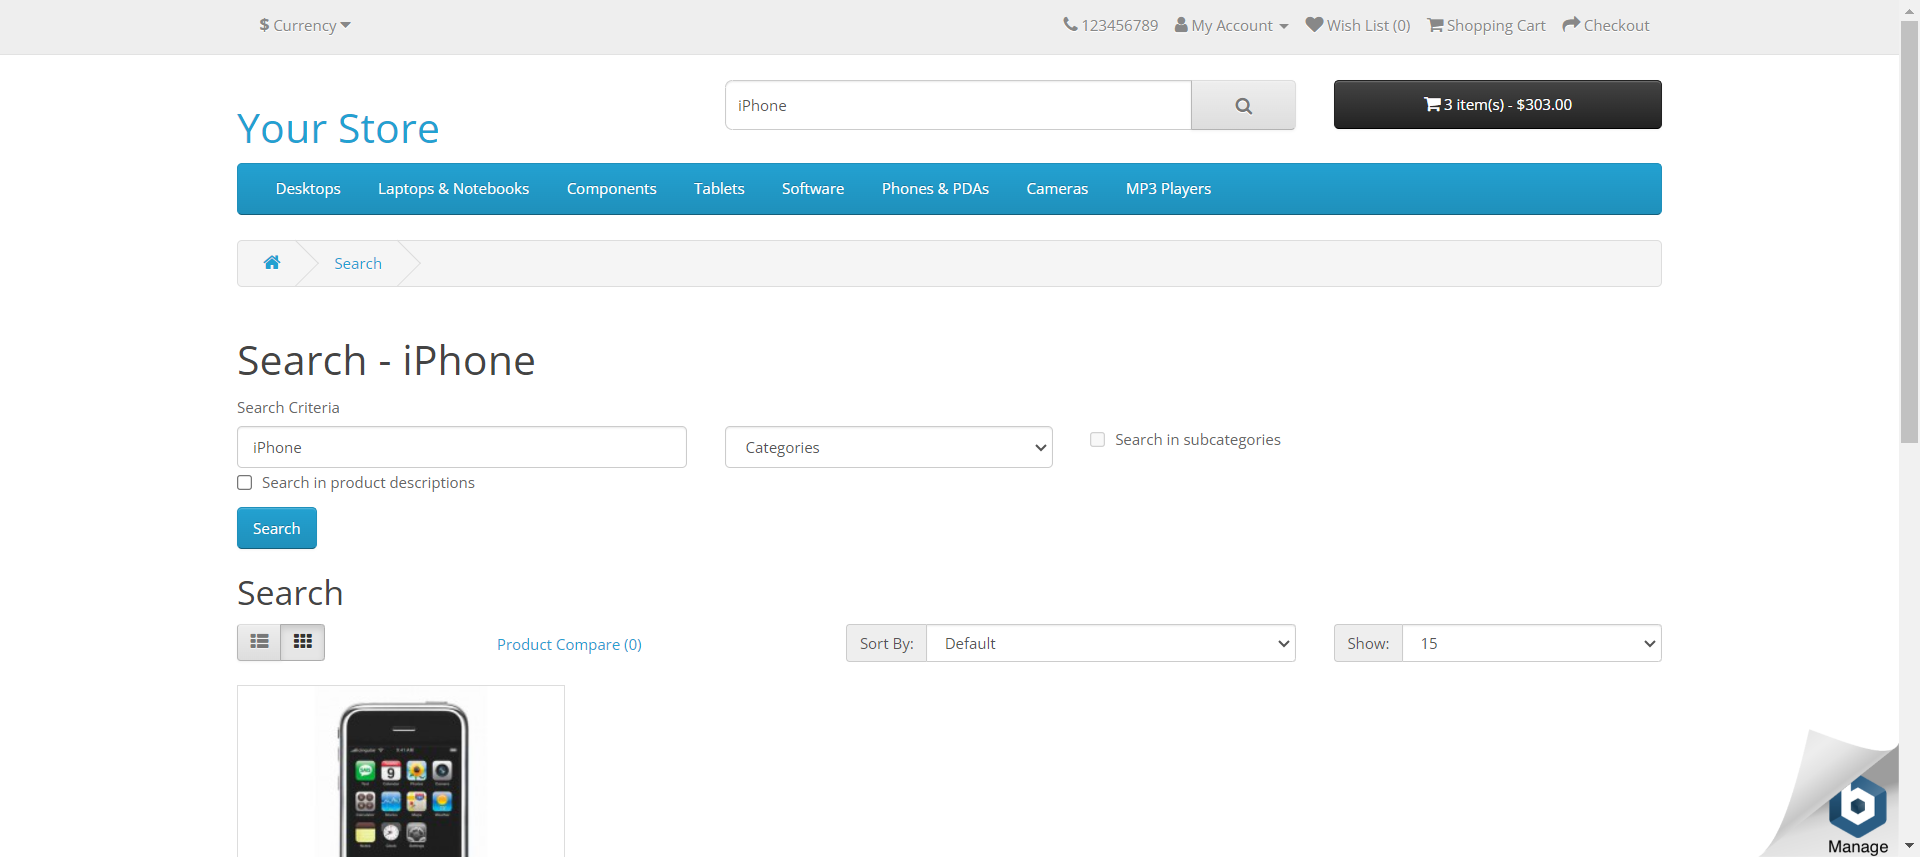 $ Currency
123456789 My Account Wish List (0) Shopping Cart Checkout
Your Store
iPhone
3 item(s) - $303.00
Desktops Laptops & Notebooks Components Tablets Software Phones & PDAs Cameras MP3 Players
Search
Search - iPhone
Search Criteria
iPhone
Categories
Search in subcategories
Search in product descriptions
Search
Search
Product Compare (0)
Sort By: Default
Show: 15
9
Manage